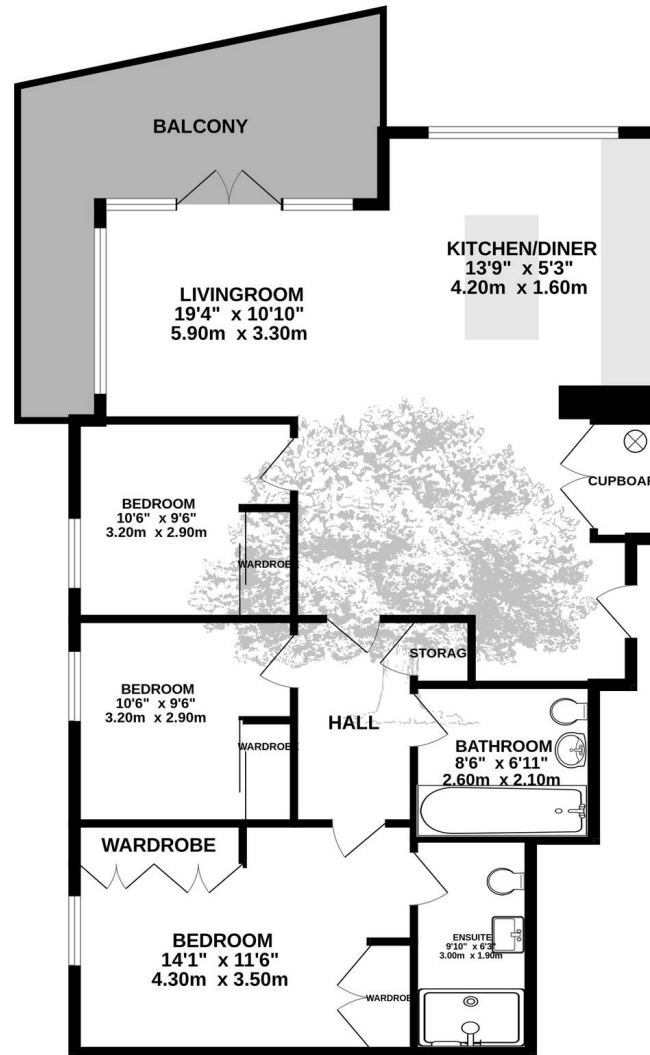 BALCONY
KITCHEN/DINER
13'9" x 5'3"
4.20m x 1.60m
LIVINGROOM
19'4" x 10'10"
5.90m x 3.30m
CUPBOAR
BEDROOM
10'6" x 9'6"
3.20m x 2.90m
WARDROBE
STORAG
BEDROOM
10'6" x 9'6"
3.20m x 2.90m
WARDROBE
HALL
BATHROOM
8'6" x 6'11"
2.60m x 2.10m
WARDROBE
BEDROOM
14'1" x 11'6"
4.30m x 3.50m
ENSUITE
9'10" x 6'3"
3.00m x 1.90m
WARDROBE